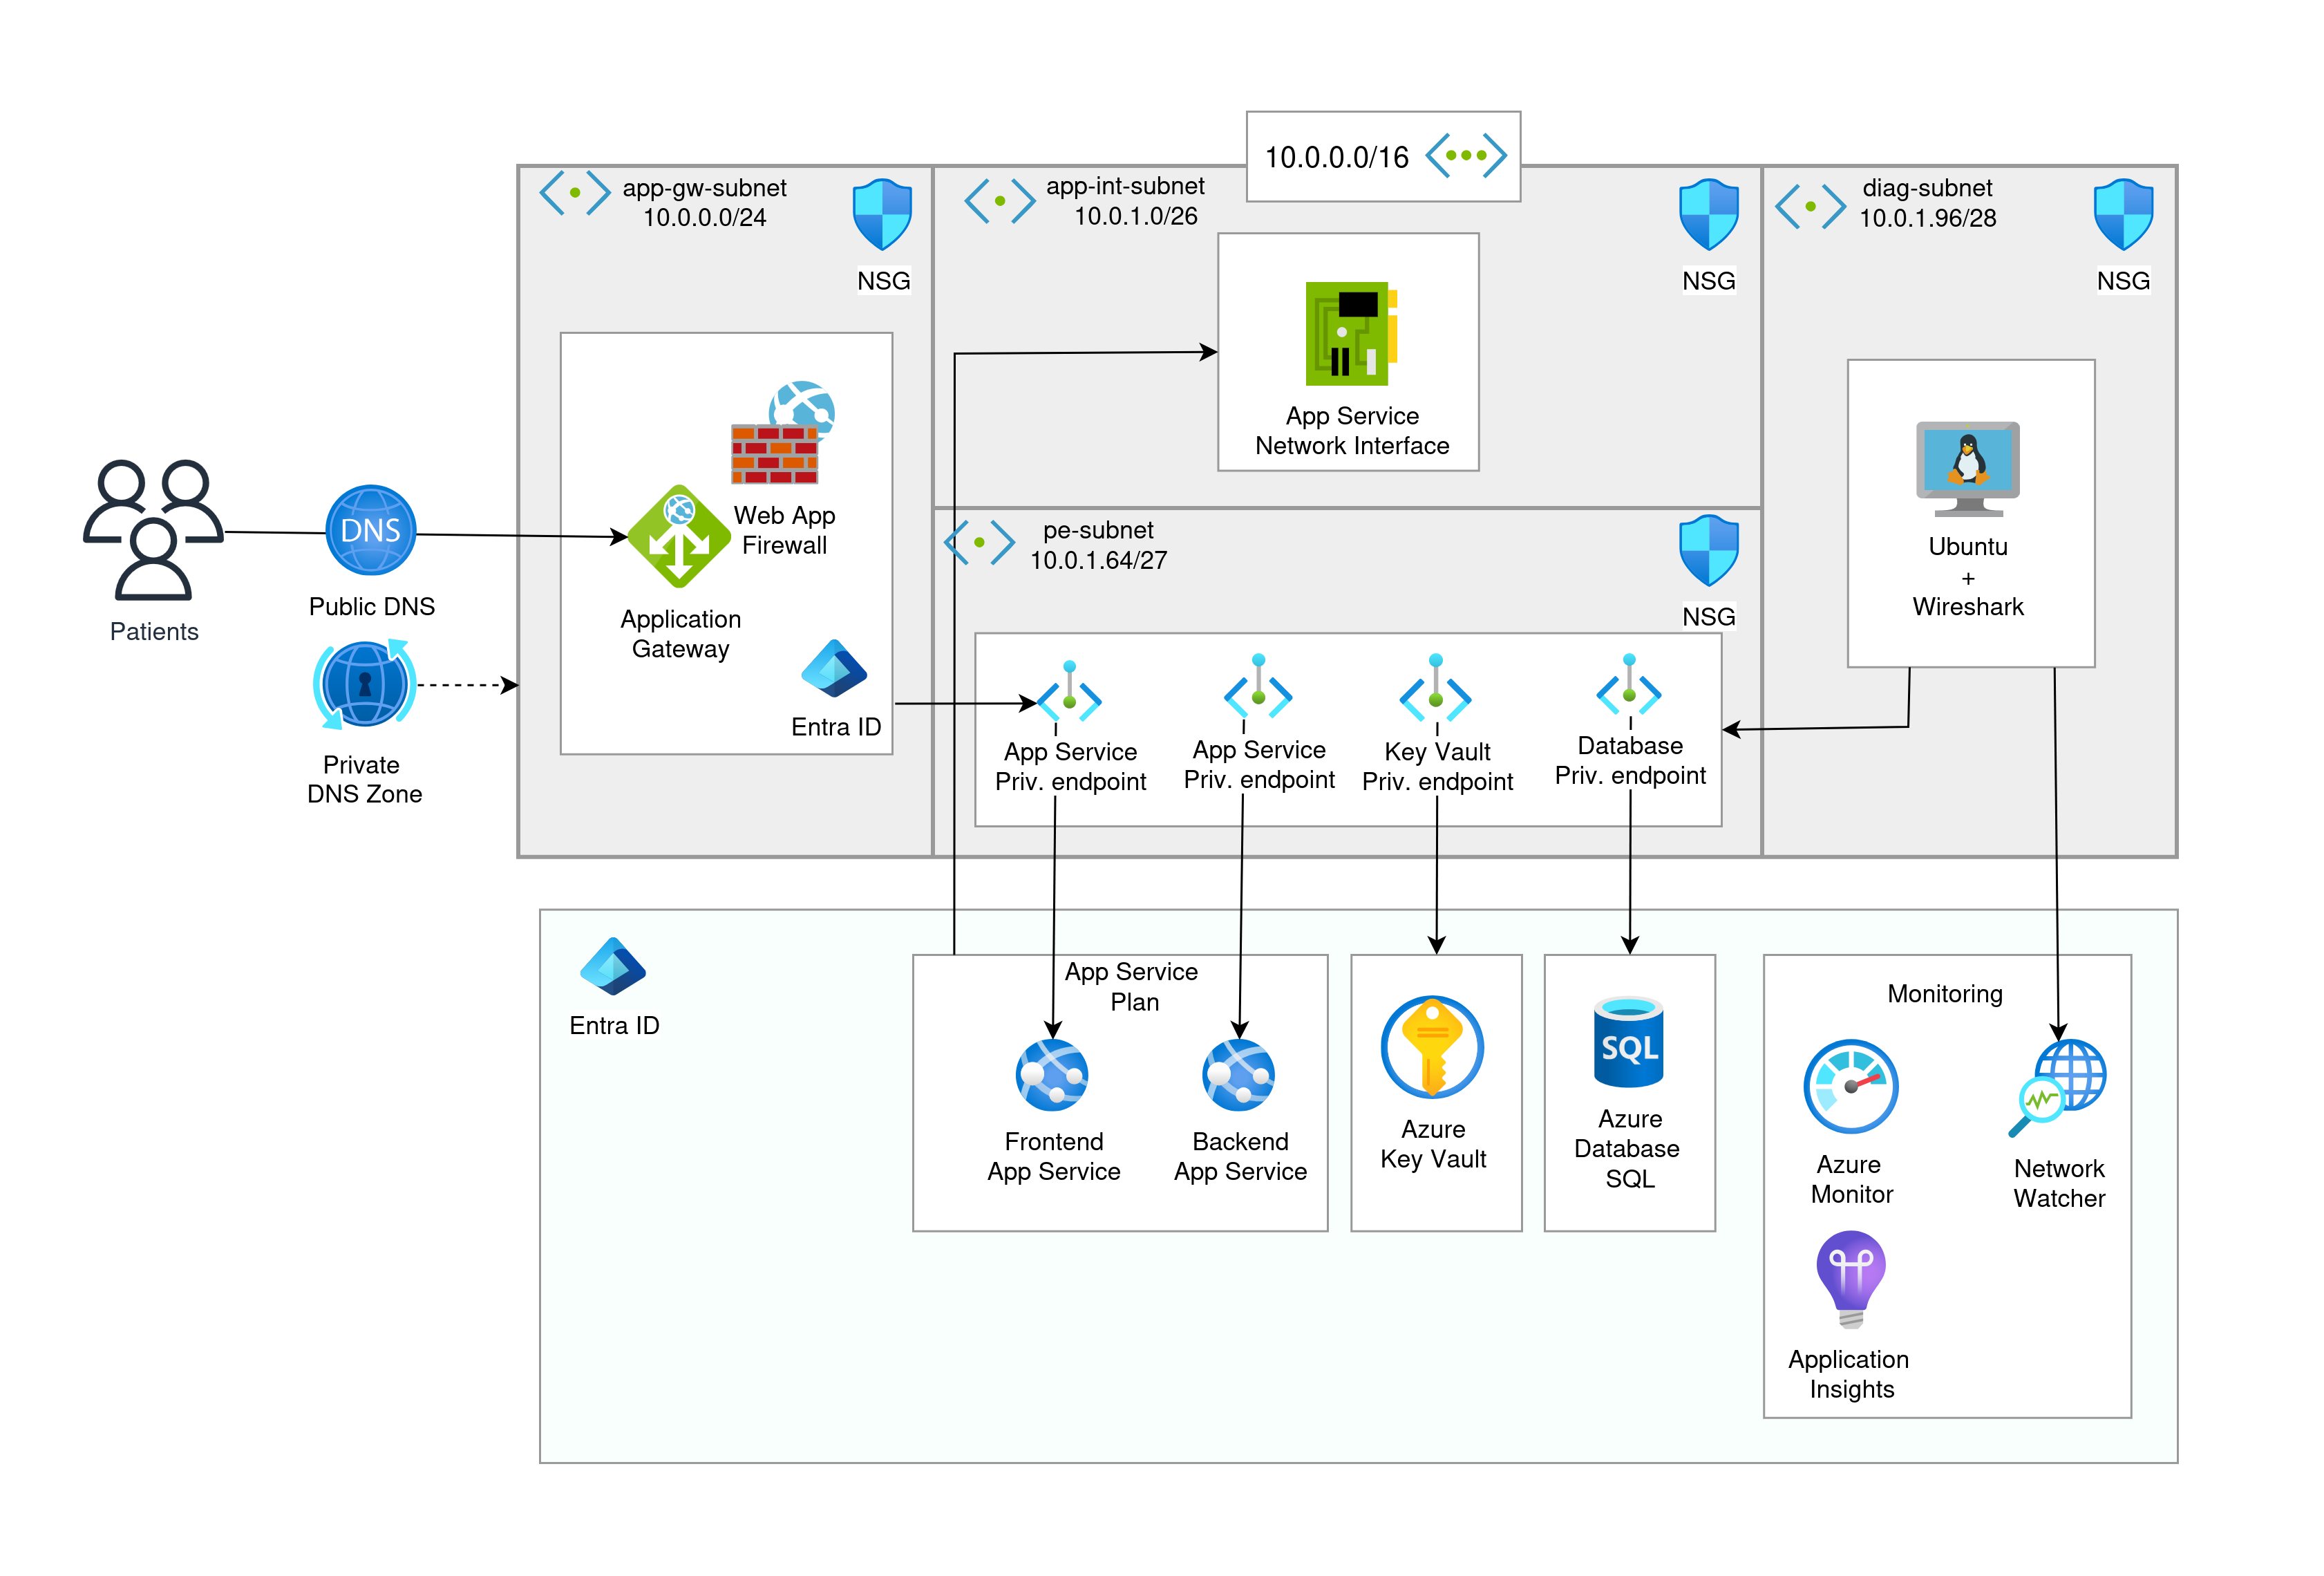 10.0.0.0/16
app-gw-subnet
10.0.0.0/24
NSG
app-int-subnet
10.0.1.0/26
NSG
diag-subnet
10.0.1.96/28
NSG
App Service
Network Interface
Web App
Firewall
Application
Gateway
Entra ID
DNS
Public DNS
Patients
Private
DNS Zone
pe-subnet
10.0.1.64/27
NSG
Ubuntu
+
Wireshark
App Service
Priv. endpoint
App Service
Priv. endpoint
Key Vault
Priv. endpoint
Database
Priv. endpoint
Entra ID
App Service
Plan
Frontend
App Service
Backend
App Service
Azure
Key Vault
SQL
Azure
Database
SQL
Monitoring
Azure
Monitor
Network
Watcher
Application
Insights